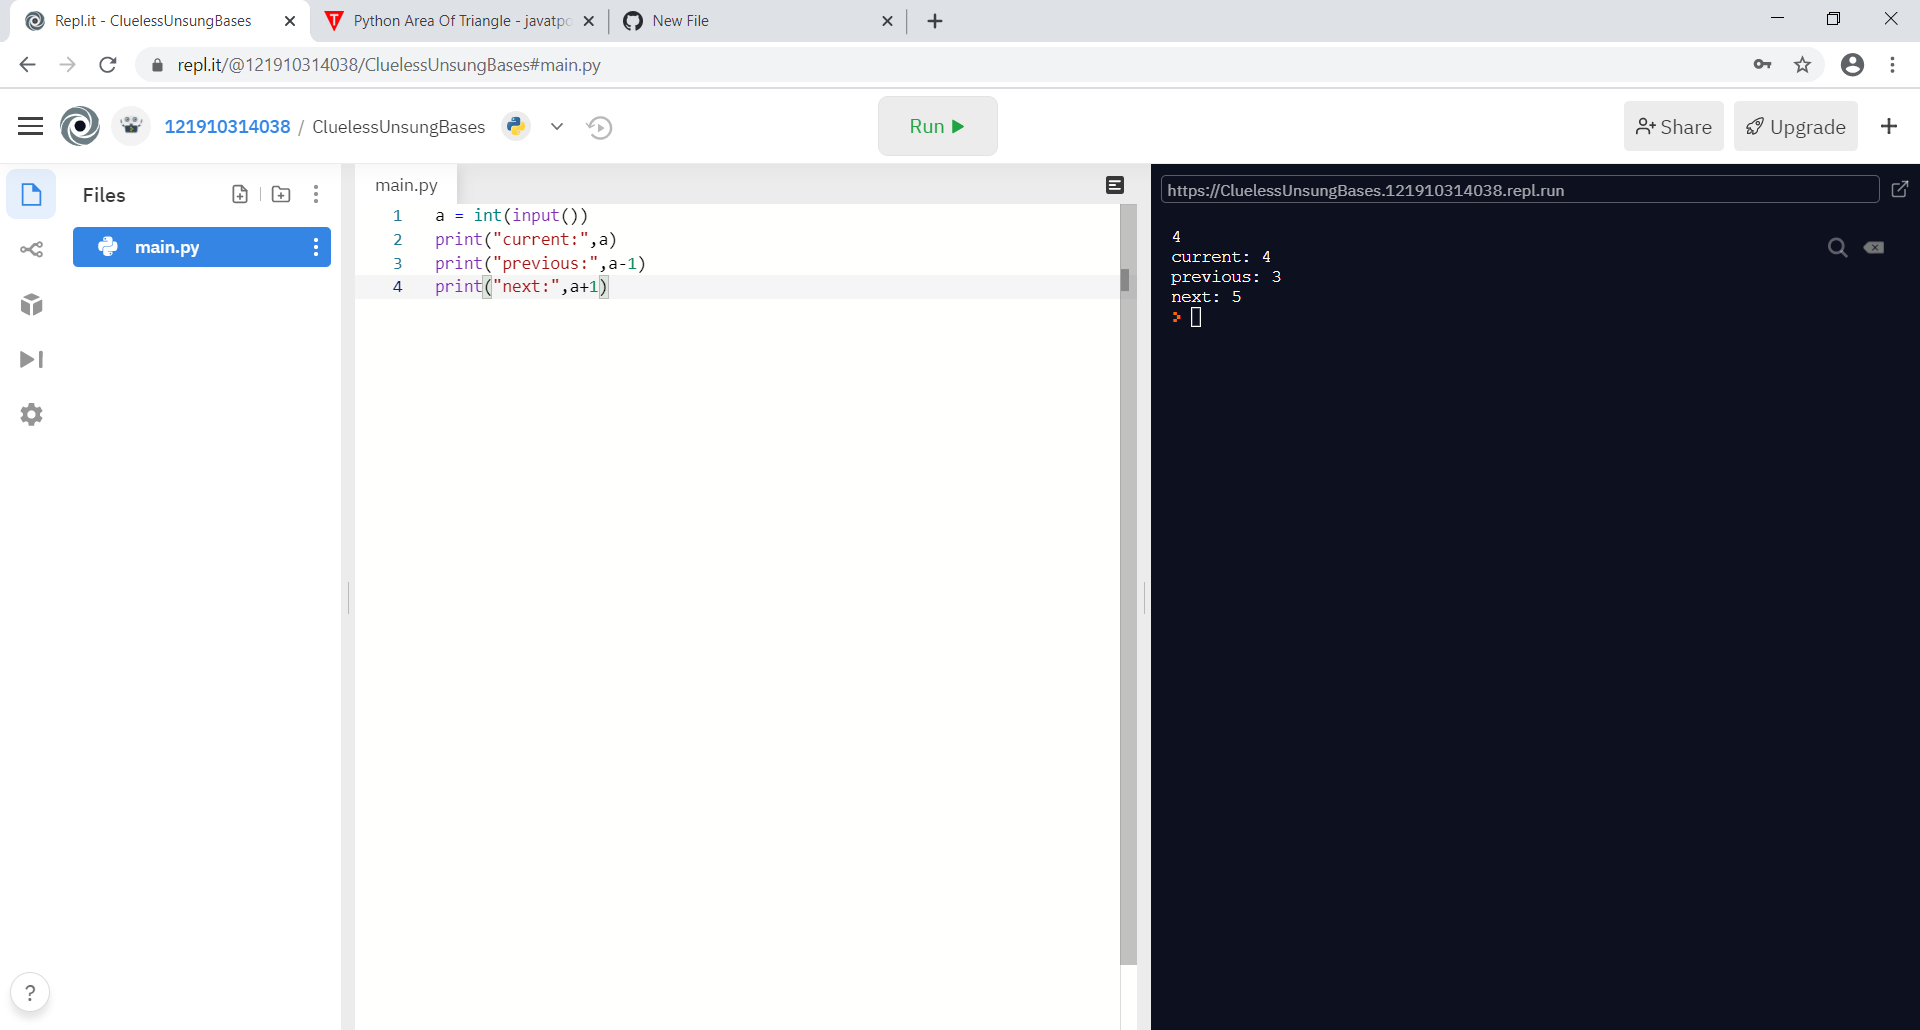 Repl.it - CluelessUnsungBases
Python Area Of Triangle - javatpo
New File
repl.it/@121910314038/CluelessUnsungBases#main.py
121910314038 / CluelessUnsungBases
Run
Share
Upgrade
Files
main.py
main.py
1 a = int(input())
2 print("current:",a)
3 print("previous:",a-1)
4 print("next:",a+1)
https://CluelessUnsungBases.121910314038.repl.run
4
current: 4
previous: 3
next: 5
>
?